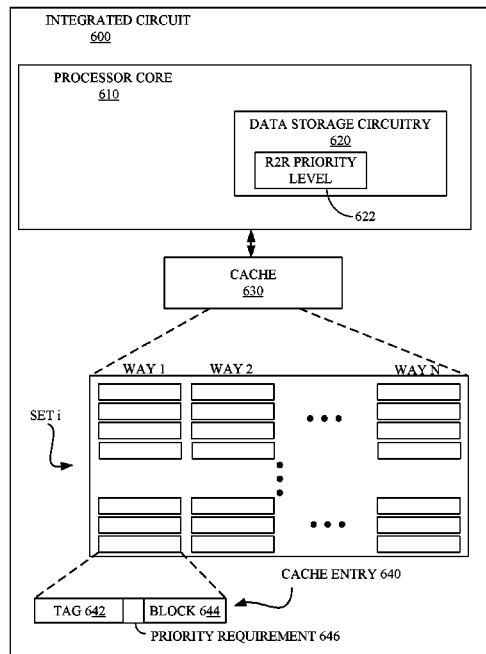 INTEGRATED CIRCUIT
600
PROCESSOR CORE
610
DATA STORAGE CIRCUITRY
620
R2R PRIORITY
LEVEL
622
CACHE
630
WAY 1 WAY 2 WAY N
SET i
CACHE ENTRY 640
TAG 642 BLOCK 644
PRIORITY REQUIREMENT 646